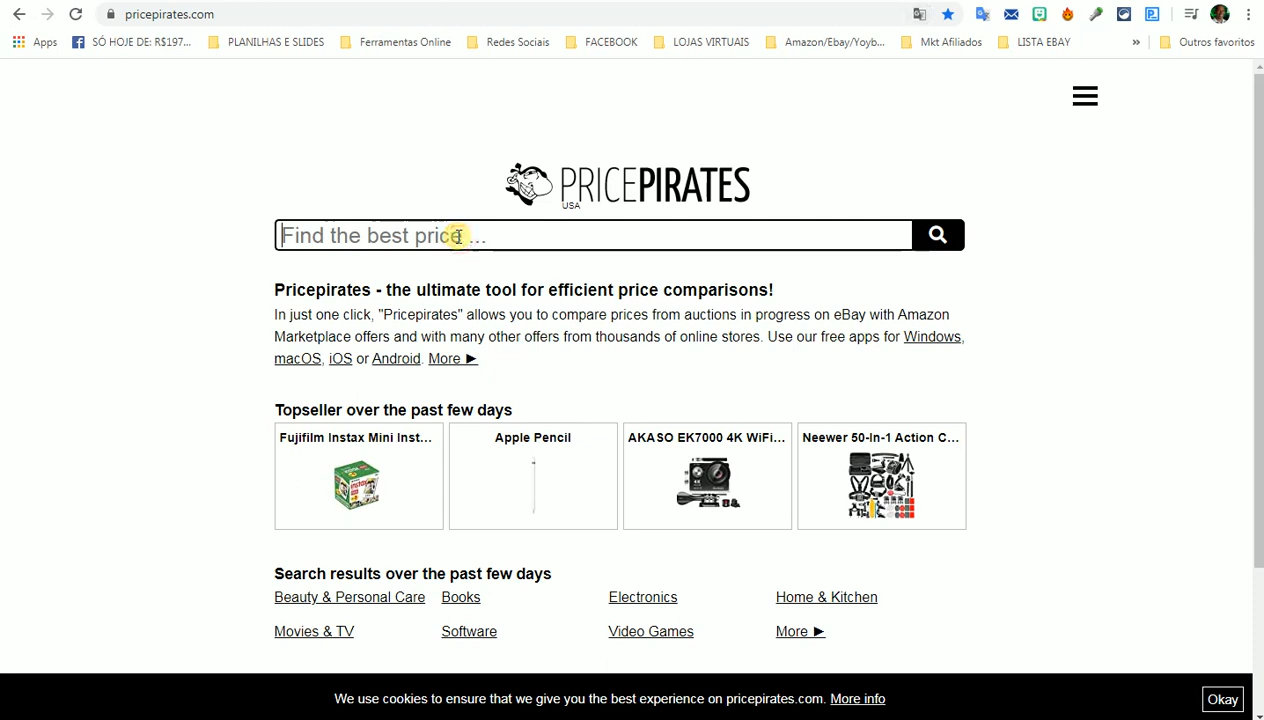 pricepirates.com
Apps SÓ HOJE DE: R$197... PLANILHAS E SLIDES Ferramentas Online Redes Sociais FACEBOOK LOJAS VIRTUAIS Amazon/Ebay/Yoyb... Mkt Afiliados LISTA EBAY » Outros favoritos
PRICEPIRATES
USA
Find the best price ...
Pricepirates - the ultimate tool for efficient price comparisons!
In just one click, "Pricepirates" allows you to compare prices from auctions in progress on eBay with Amazon
Marketplace offers and with many other offers from thousands of online stores. Use our free apps for Windows,
macOS, iOS or Android. More ►
Topseller over the past few days
Fujifilm Instax Mini Inst... Apple Pencil AKASO EK7000 4K WiFi... Neewer 50-In-1 Action C...
Search results over the past few days
Beauty & Personal Care Books Electronics Home & Kitchen
Movies & TV Software Video Games More ►
We use cookies to ensure that we give you the best experience on pricepirates.com. More info Okay